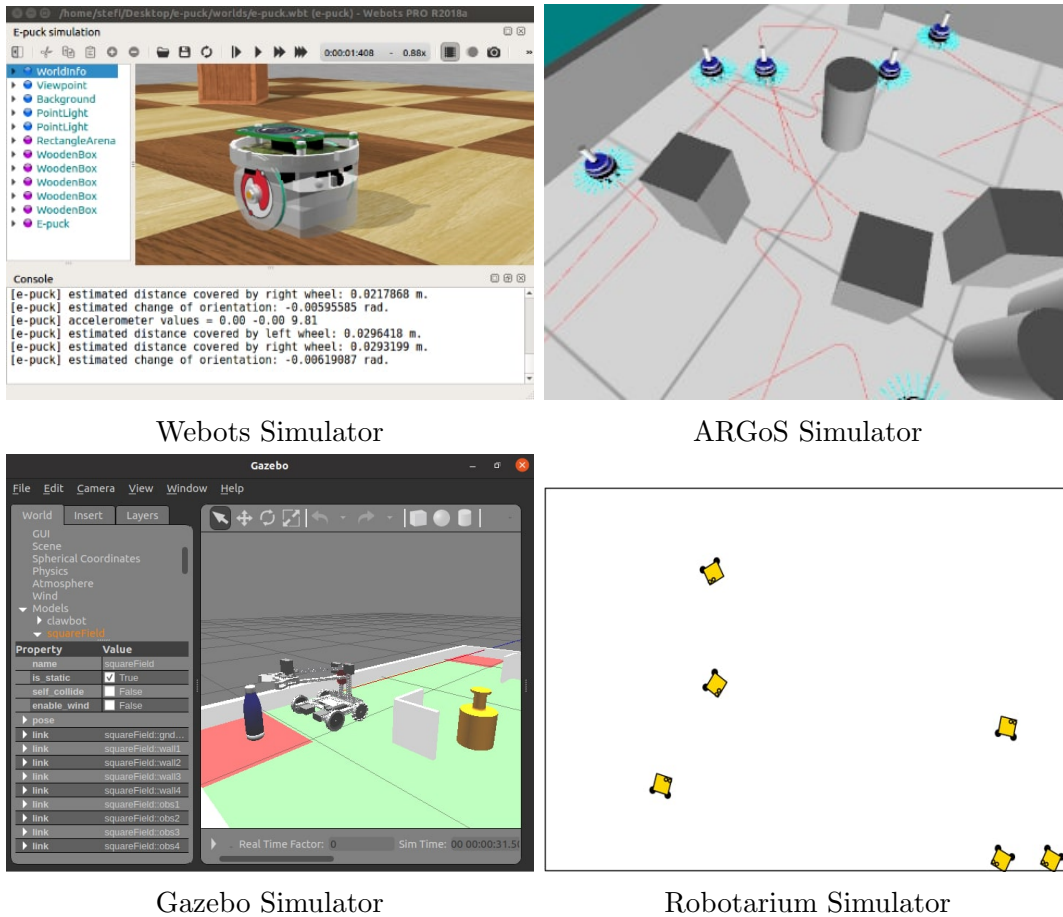 /home/stefl/Desktop/e-puck/worlds/e-puck.wbt (e-puck) - Webots PRO R2018a
E-puck simulation
0:00:01:408 - 0.88x
»
WorldInfo
Viewpoint
Background
PointLight
PointLight
RectangleArena
WoodenBox
WoodenBox
WoodenBox
WoodenBox
WoodenBox
E-puck
Console
[e-puck] estimated distance covered by right wheel: 0.0217868 m.
[e-puck] estimated change of orientation: -0.00595585 rad.
[e-puck] accelerometer values = 0.00 -0.00 9.81
[e-puck] estimated distance covered by left wheel: 0.0296418 m.
[e-puck] estimated distance covered by right wheel: 0.0293199 m.
[e-puck] estimated change of orientation: -0.00619087 rad.
Webots Simulator
ARGoS Simulator
Gazebo
File Edit Camera View Window Help
World Insert Layers
GUI
Scene
Spherical Coordinates
Physics
Atmosphere
Wind
Models
clawbot
squareField
Property Value
name squareField
is_static True
self_collide False
enable_wind False
pose
link squareField::gnd...
link squareField::wall1
link squareField::wall2
link squareField::wall3
link squareField::wall4
link squareField::obs1
link squareField::obs2
link squareField::obs3
link squareField::obs4
Real Time Factor: 0 Sim Time: 00 00:00:31.50
Gazebo Simulator
Robotarium Simulator